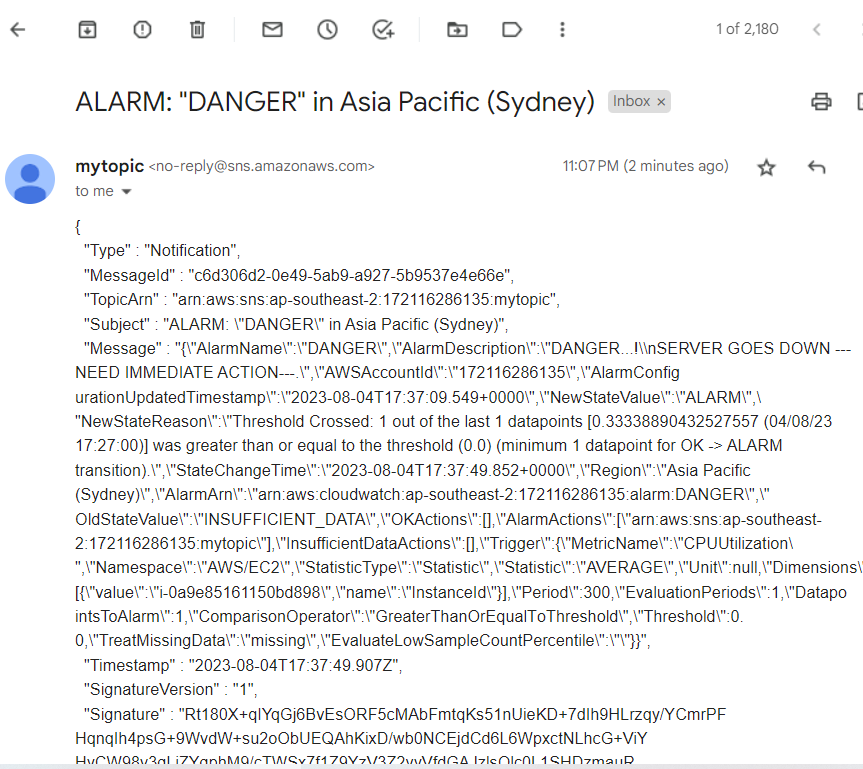 1 of 2,180
ALARM: "DANGER" in Asia Pacific (Sydney) Inbox ×
mytopic <no-reply@sns.amazonaws.com> 11:07 PM (2 minutes ago)
to me
{
"Type" : "Notification",
"MessageId" : "c6d306d2-0e49-5ab9-a927-5b9537e4e66e",
"TopicArn" : "arn:aws:sns:ap-southeast-2:172116286135:mytopic",
"Subject" : "ALARM: \"DANGER\" in Asia Pacific (Sydney)",
"Message" : "{\"AlarmName\":\"DANGER\",\"AlarmDescription\":\"DANGER...!\\nSERVER GOES DOWN ---
NEED IMMEDIATE ACTION---.\",\"AWSAccountId\":\"172116286135\",\"AlarmConfig
urationUpdatedTimestamp\":\"2023-08-04T17:37:09.549+0000\",\"NewStateValue\":\"ALARM\",\
"NewStateReason\":\"Threshold Crossed: 1 out of the last 1 datapoints [0.33338890432527557 (04/08/23
17:27:00)] was greater than or equal to the threshold (0.0) (minimum 1 datapoint for OK -> ALARM
transition).\",\"StateChangeTime\":\"2023-08-04T17:37:49.852+0000\",\"Region\":\"Asia Pacific
(Sydney)\",\"AlarmArn\":\"arn:aws:cloudwatch:ap-southeast-2:172116286135:alarm:DANGER\",\"
OldStateValue\":\"INSUFFICIENT_DATA\",\"OKActions\":[],\"AlarmActions\":[\"arn:aws:sns:ap-southeast-
2:172116286135:mytopic\"],\"InsufficientDataActions\":[],\"Trigger\":{\"MetricName\":\"CPUUtilization\
",\"Namespace\":\"AWS/EC2\",\"StatisticType\":\"Statistic\",\"Statistic\":\"AVERAGE\",\"Unit\":null,\"Dimensions\"
[{\"value\":\"i-0a9e85161150bd898\",\"name\":\"InstanceId\"}],\"Period\":300,\"EvaluationPeriods\":1,\"Datapo
intsToAlarm\":1,\"ComparisonOperator\":\"GreaterThanOrEqualToThreshold\",\"Threshold\":0.
0,\"TreatMissingData\":\"missing\",\"EvaluateLowSampleCountPercentile\":\"\"}}",
"Timestamp" : "2023-08-04T17:37:49.907Z",
"SignatureVersion" : "1",
"Signature" : "Rt180X+qlYqGj6BvEsORF5cMAbFmtqKs51nUieKD+7dlh9HLrzqy/YCmrPF
Hqnqlh4psG+9WvdW+su2oObUEQAhKixD/wb0NCEjdCd6L6WpxctNLhcG+ViY